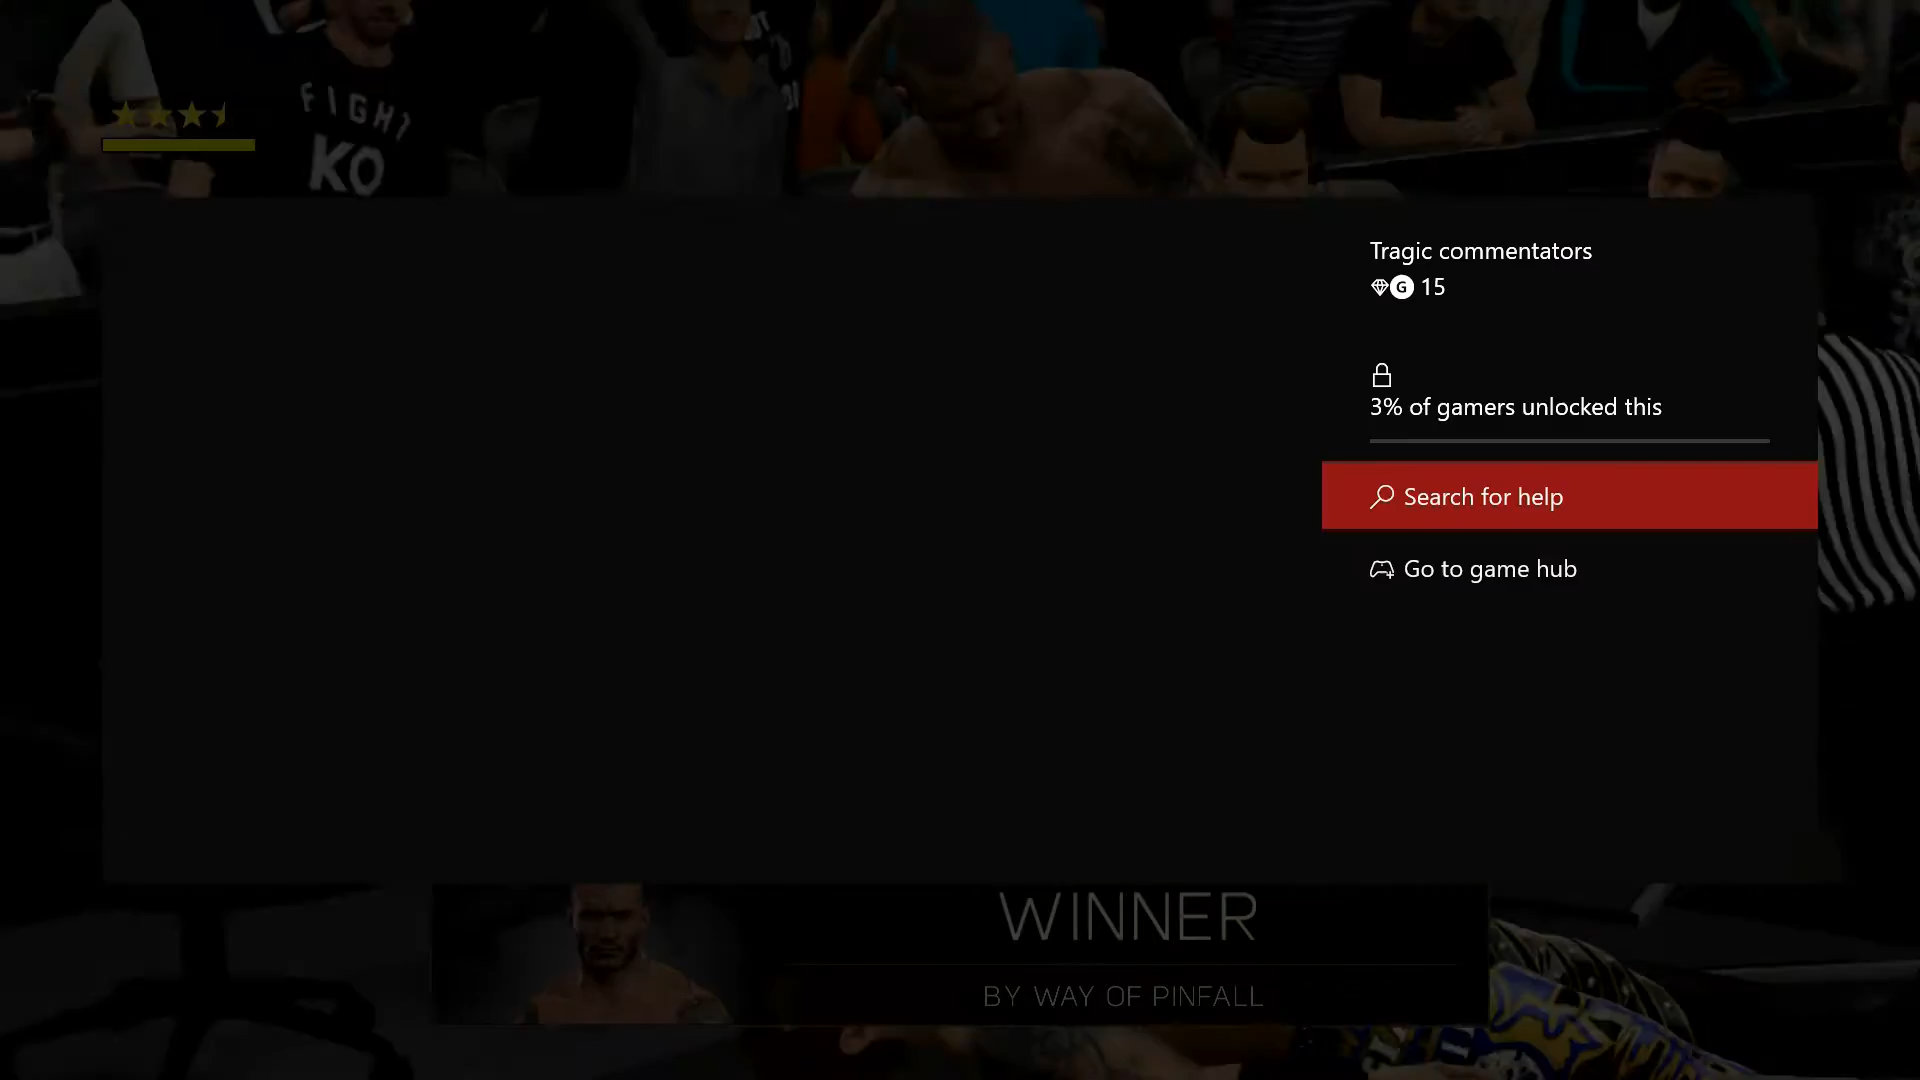 FIGHT
KO
Tragic commentators
G 15
3% of gamers unlocked this
Search for help
Go to game hub
WINNER
BY WAY OF PINFALL